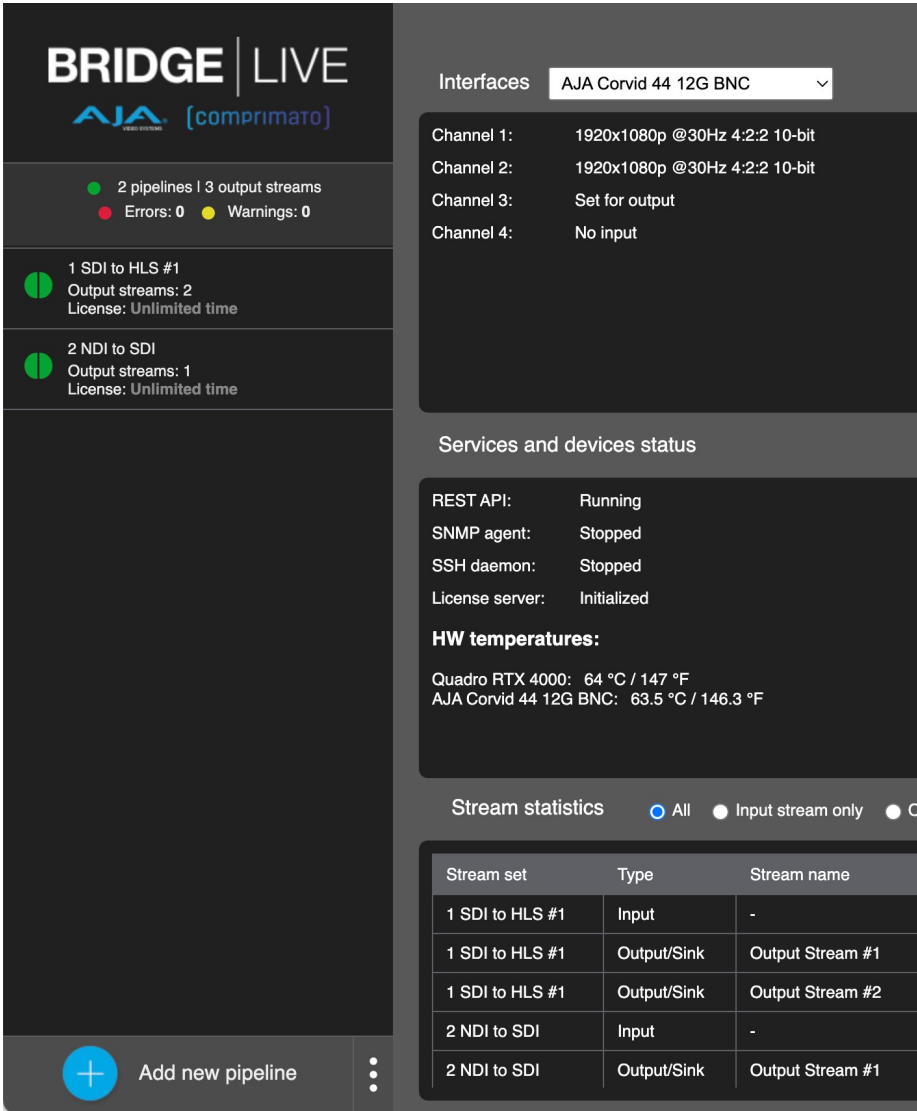 BRIDGE | LIVE
AJA VIDEO SYSTEMS [comprimato]
2 pipelines | 3 output streams
Errors: 0 Warnings: 0
1 SDI to HLS #1
Output streams: 2
License: Unlimited time
2 NDI to SDI
Output streams: 1
License: Unlimited time
Add new pipeline
Interfaces AJA Corvid 44 12G BNC
Channel 1: 1920x1080p @30Hz 4:2:2 10-bit
Channel 2: 1920x1080p @30Hz 4:2:2 10-bit
Channel 3: Set for output
Channel 4: No input
Services and devices status
REST API: Running
SNMP agent: Stopped
SSH daemon: Stopped
License server: Initialized
HW temperatures:
Quadro RTX 4000: 64 °C / 147 °F
AJA Corvid 44 12G BNC: 63.5 °C / 146.3 °F
Stream statistics All Input stream only
Stream set Type Stream name
1 SDI to HLS #1 Input -
1 SDI to HLS #1 Output/Sink Output Stream #1
1 SDI to HLS #1 Output/Sink Output Stream #2
2 NDI to SDI Input -
2 NDI to SDI Output/Sink Output Stream #1